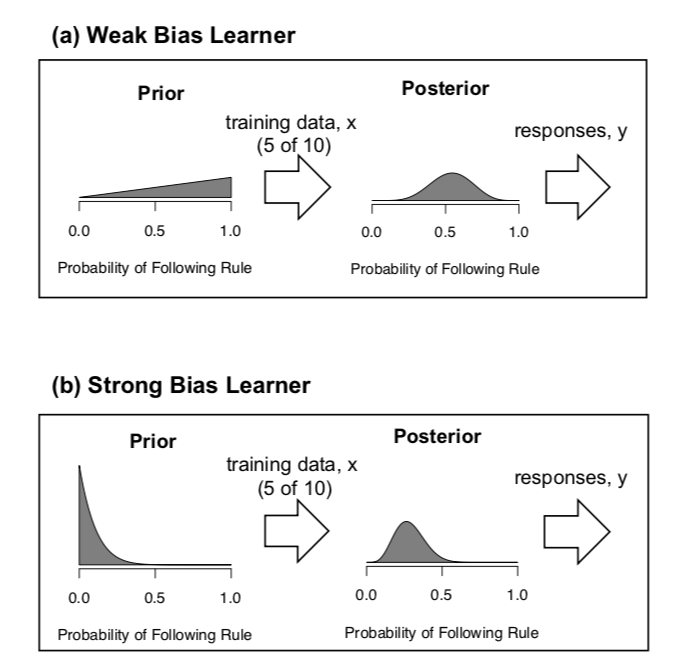 (a) Weak Bias Learner
Prior
Posterior
training data, x
(5 of 10)
responses, y
0.0 0.5 1.0
0.0 0.5 1.0
Probability of Following Rule
Probability of Following Rule
(b) Strong Bias Learner
Prior
Posterior
training data, x
(5 of 10)
responses, y
0.0 0.5 1.0
0.0 0.5 1.0
Probability of Following Rule
Probability of Following Rule